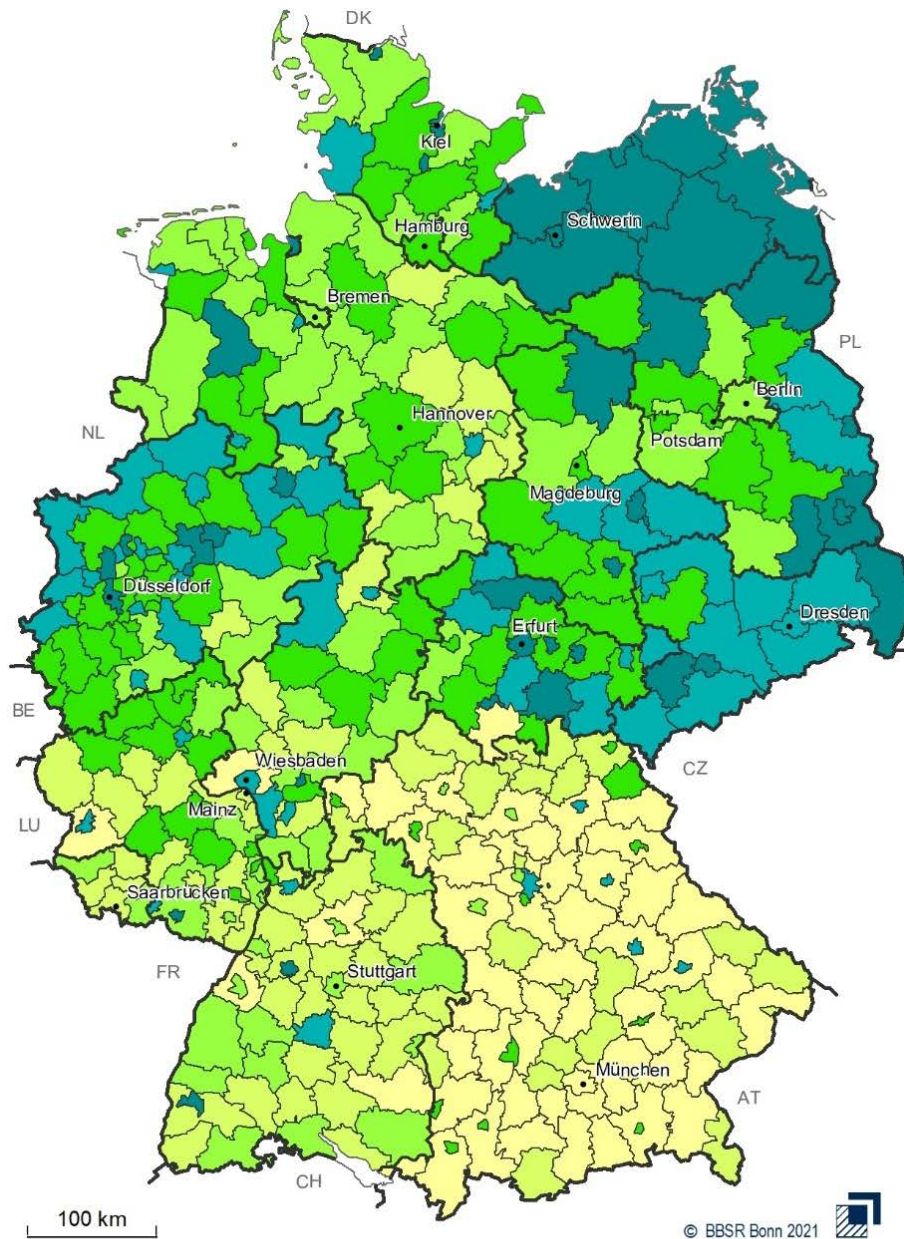 DK
Kiel
Schwerin
Hamburg
Bremen
PL
Berlin
Hannover
NL
Potsdam
Magdeburg
Düsseldorf
Dresden
Erfurt
BE
Wiesbaden
CZ
Mainz
LU
Saarbrücken
FR
Stuttgart
München
AT
CH
100 km
© BBSR Bonn 2021